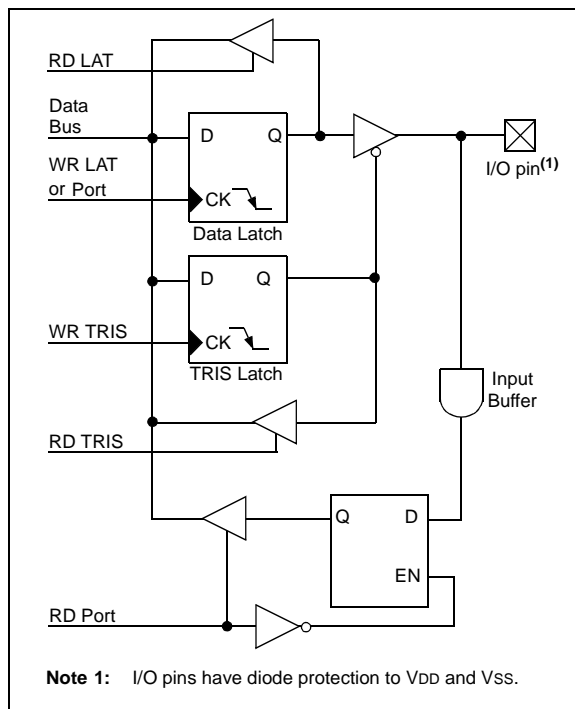 RD LAT
Data
Bus
D Q
WR LAT
or Port
I/O pin(1)
CK
Data Latch
D Q
WR TRIS
CK
TRIS Latch
Input
Buffer
RD TRIS
Q D
EN
RD Port
Note 1: I/O pins have diode protection to VDD and VSS.